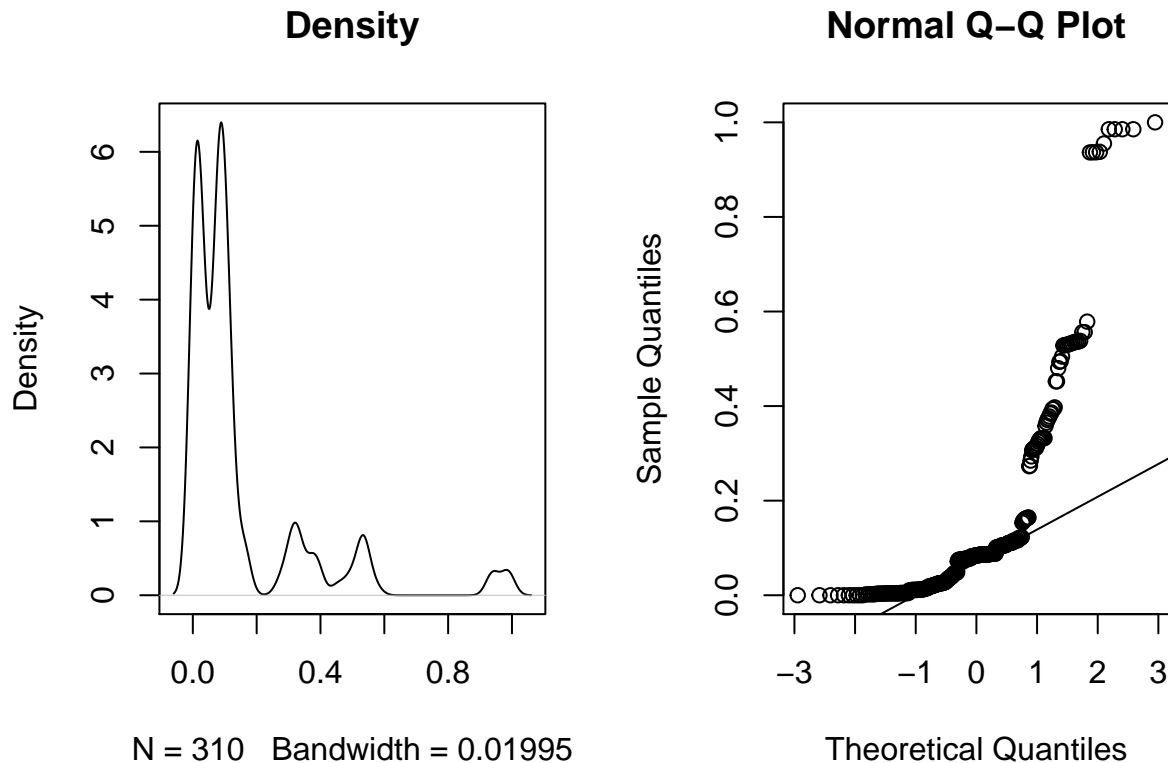 Density
Density
0 1 2 3 4 5 6
0.0 0.4 0.8
N = 310 Bandwidth = 0.01995
Normal Q−Q Plot
Sample Quantiles
0.0 0.2 0.4 0.6 0.8 1.0
−3 −1 0 1 2 3
Theoretical Quantiles